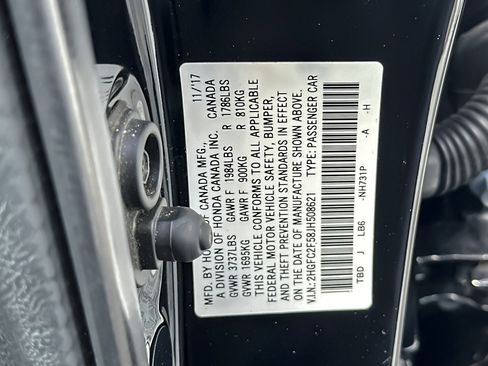 MFD. BY HO OF CANADA MFG., 11/17
A DIVISION OF HONDA CANADA INC. CANADA
GVWR 3737LBS GAWR F 1984LBS R 1786LBS
GVWR 1695KG GAWR F 900KG R 810KG
THIS VEHICLE CONFORMS TO ALL APPLICABLE
FEDERAL MOTOR VEHICLE SAFETY, BUMPER,
AND THEFT PREVENTION STANDARDS IN EFFECT
ON THE DATE OF MANUFACTURE SHOWN ABOVE.
V.I.N.: 2HGFC2F58JH508621 TYPE: PASSENGER CAR
TBD J LB6 -NH731P -A -H